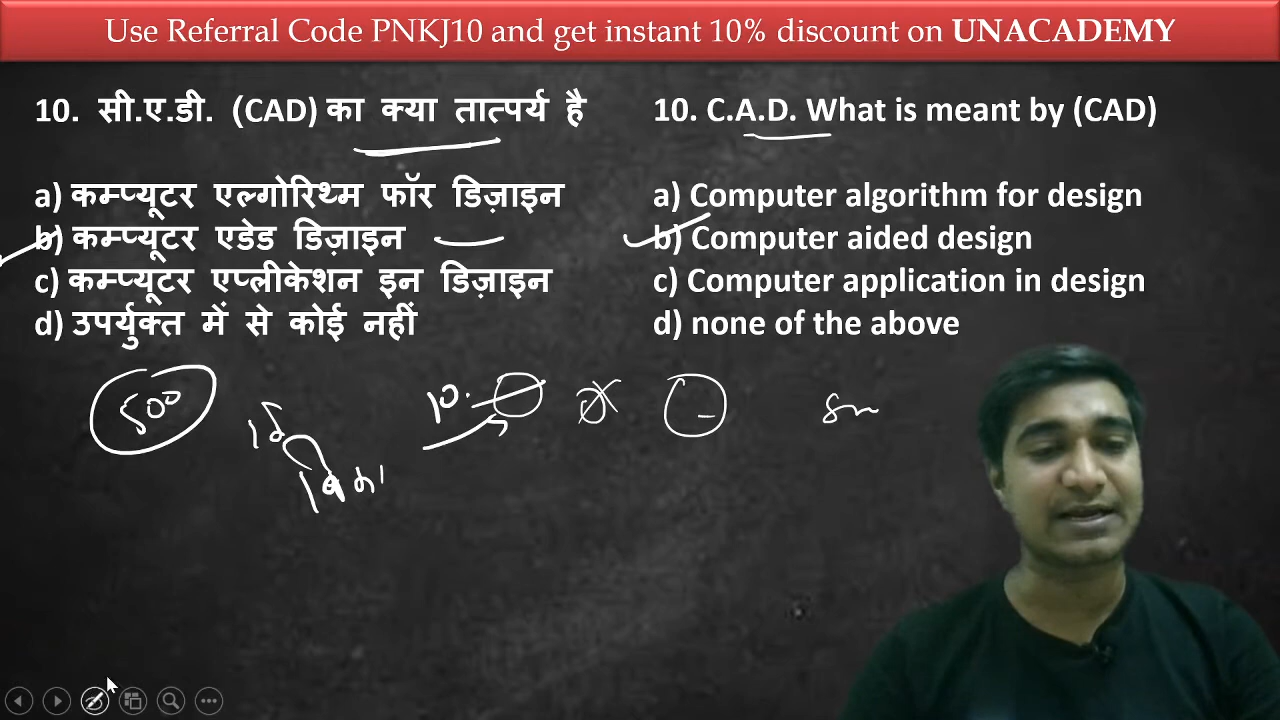 Use Referral Code PNKJ10 and get instant 10% discount on UNACADEMY
10. सी.ए.डी. (CAD) का क्या तात्पर्य है
a) कम्प्यूटर एल्गोरिथ्म फॉर डिज़ाइन
b) कम्प्यूटर एडेड डिज़ाइन
c) कम्प्यूटर एप्लीकेशन इन डिज़ाइन
d) उपर्युक्त में से कोई नहीं
10. C.A.D. What is meant by (CAD)
a) Computer algorithm for design
b) Computer aided design
c) Computer application in design
d) none of the above
500
10.